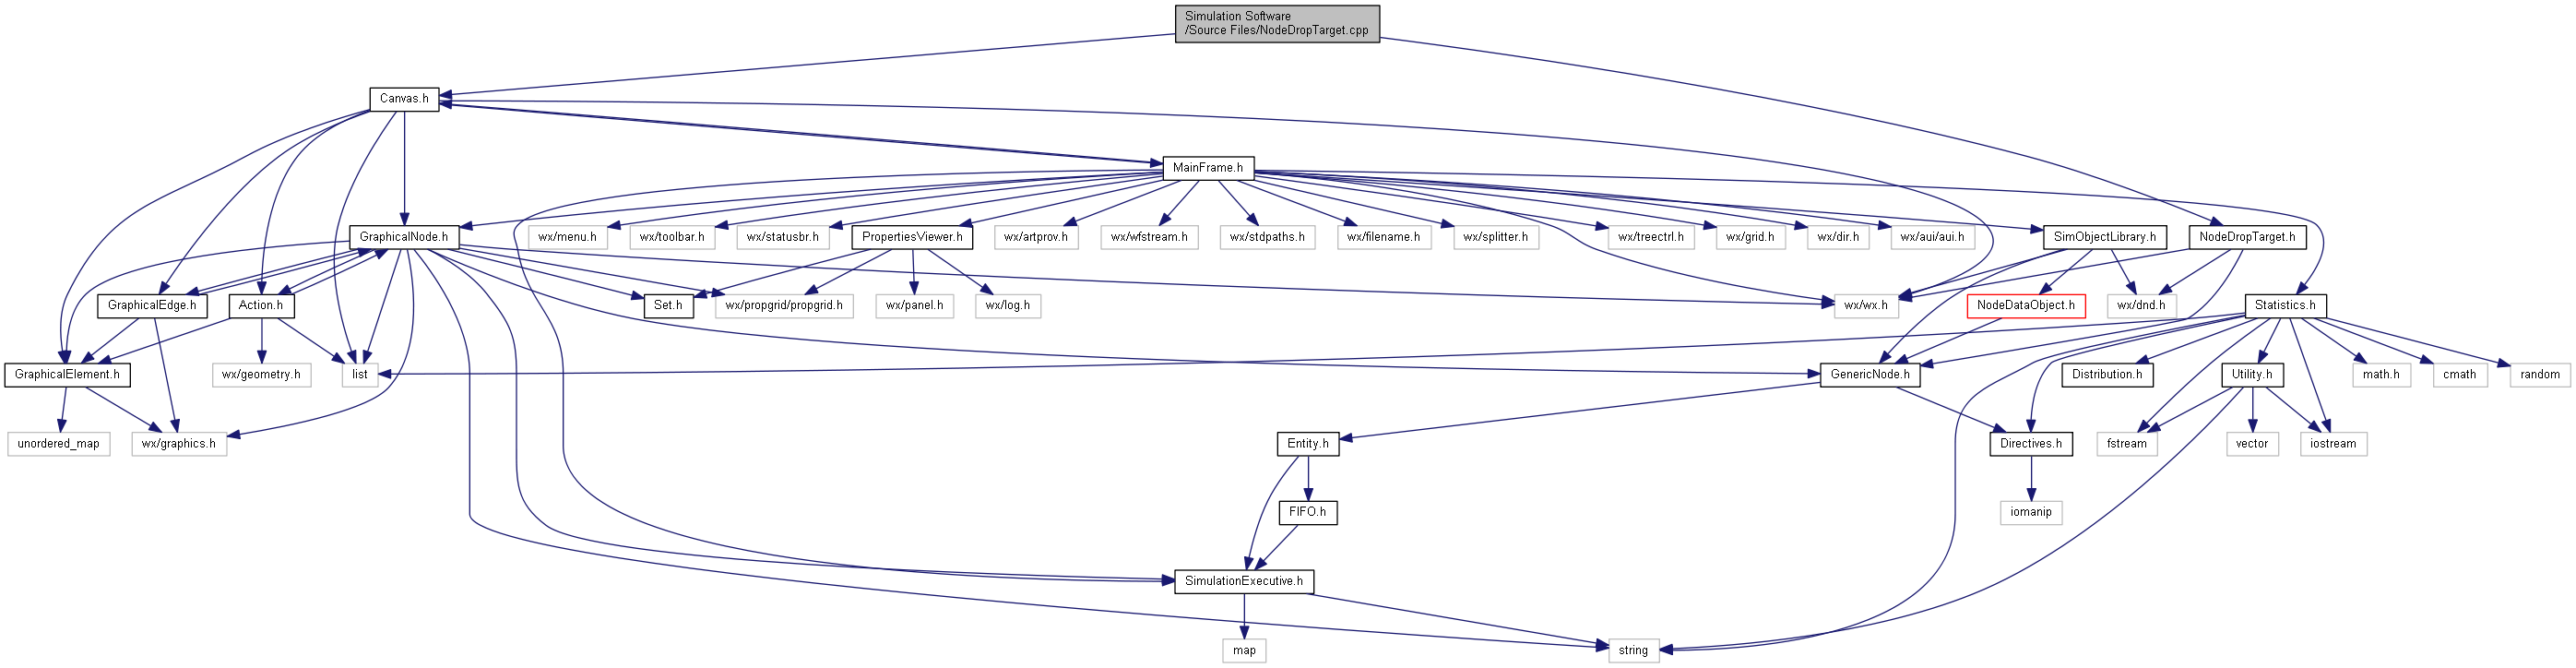 Simulation Software
/Source Files/NodeDropTarget.cpp
Canvas.h
MainFrame.h
GraphicalNode.h
wx/menu.h
wx/toolbar.h
wx/statusbr.h
PropertiesViewer.h
wx/artprov.h
wx/wfstream.h
wx/stdpaths.h
wx/filename.h
wx/splitter.h
wx/treectrl.h
wx/grid.h
wx/dir.h
wx/aui/aui.h
SimObjectLibrary.h
NodeDropTarget.h
GraphicalEdge.h
Action.h
Set.h
wx/propgrid/propgrid.h
wx/panel.h
wx/log.h
wx/wx.h
NodeDataObject.h
wx/dnd.h
Statistics.h
GraphicalElement.h
wx/geometry.h
list
GenericNode.h
Distribution.h
Utility.h
math.h
cmath
random
unordered_map
wx/graphics.h
Entity.h
Directives.h
fstream
vector
iostream
FIFO.h
iomanip
SimulationExecutive.h
map
string